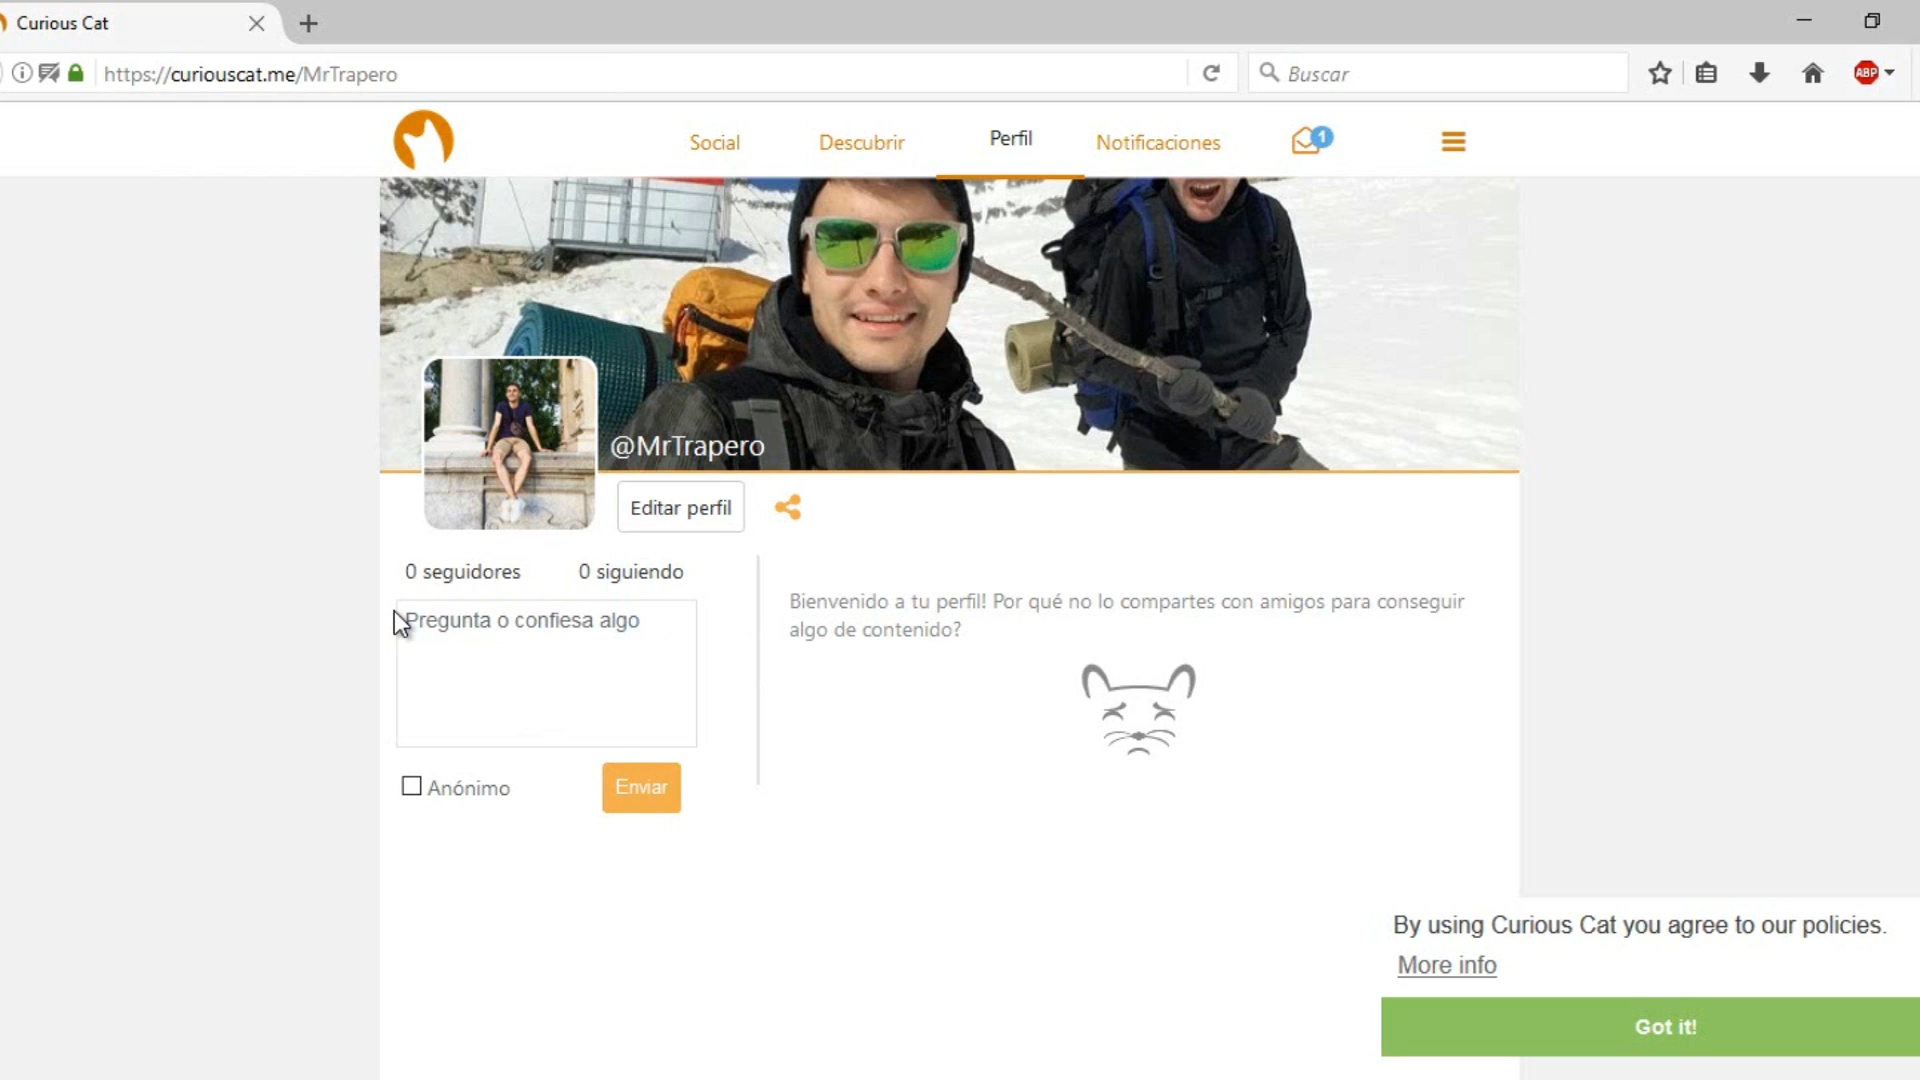 Curious Cat
https://curiouscat.me/MrTrapero
Buscar
ABP
Social
Descubrir
Perfil
Notificaciones
1
@MrTrapero
Editar perfil
0 seguidores
0 siguiendo
Pregunta o confiesa algo
Anónimo
Enviar
Bienvenido a tu perfil! Por qué no lo compartes con amigos para conseguir
algo de contenido?
By using Curious Cat you agree to our policies.
More info
Got it!